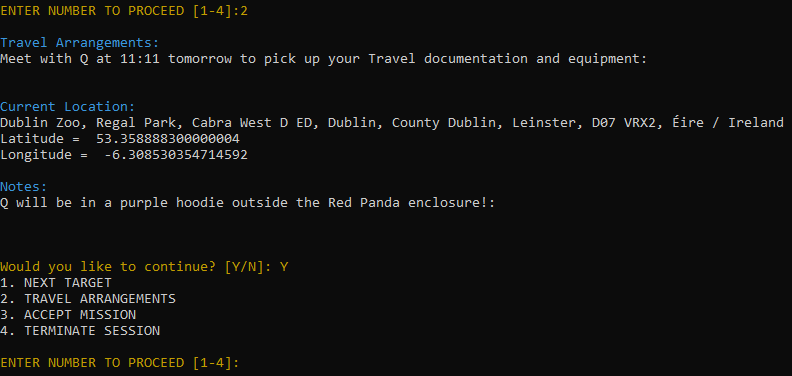 ENTER NUMBER TO PROCEED [1-4]:2
Travel Arrangements:
Meet with Q at 11:11 tomorrow to pick up your Travel documentation and equipment:
Current Location:
Dublin Zoo, Regal Park, Cabra West D ED, Dublin, County Dublin, Leinster, D07 VRX2, Éire / Ireland
Latitude =  53.358888300000004
Longitude =  -6.308530354714592
Notes:
Q will be in a purple hoodie outside the Red Panda enclosure!:
Would you like to continue? [Y/N]: Y
1. NEXT TARGET
2. TRAVEL ARRANGEMENTS
3. ACCEPT MISSION
4. TERMINATE SESSION
ENTER NUMBER TO PROCEED [1-4]: